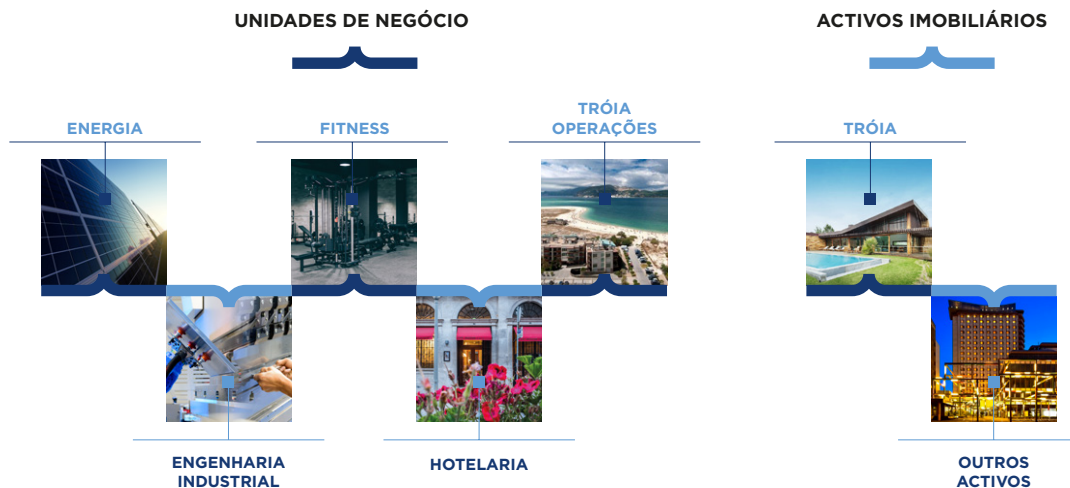 UNIDADES DE NEGÓCIO
ACTIVOS IMOBILIÁRIOS
ENERGIA
FITNESS
TRÓIA
OPERAÇÕES
TRÓIA
ENGENHARIA
INDUSTRIAL
HOTELARIA
OUTROS
ACTIVOS